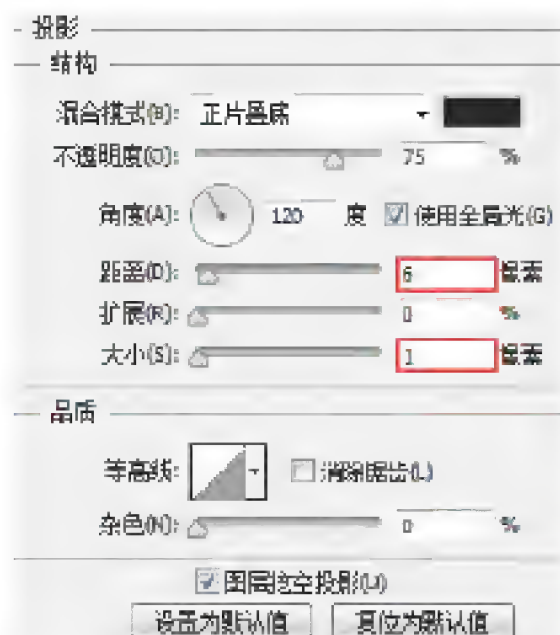 投影
结构
混合模式(B): 正片叠底
不透明度(O): 75 %
角度(A): 120 度 使用全局光(G)
距离(D): 6 像素
扩展(R): 0 %
大小(S): 1 像素
品质
等高线: 消除锯齿(L)
杂色(N): 0 %
图层挖空投影(U)
设置为默认值 复位为默认值